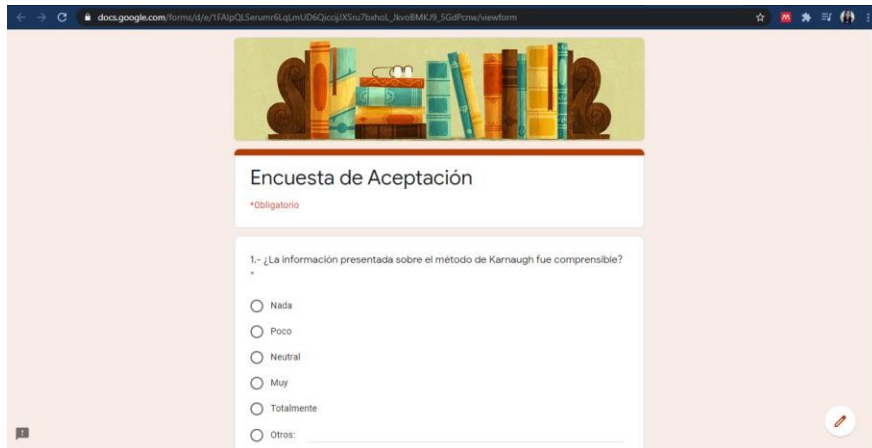 docs.google.com/forms/d/e/1FAIpQLSerumr6LqLmUD6QiccijJXSru7bxhoL_JkvoBMKJ9_5GdPcnw/viewform
Encuesta de Aceptación
*Obligatorio
1.- ¿La información presentada sobre el método de Karnaugh fue comprensible?
*
Nada
Poco
Neutral
Muy
Totalmente
Otros: